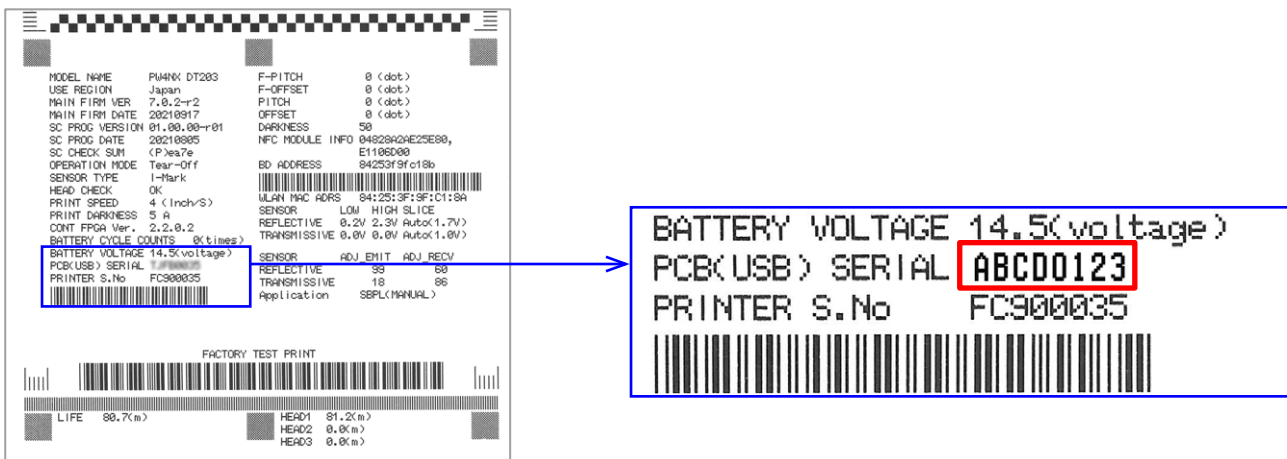 MODEL NAME PW4NX DT203
USE REGION Japan
MAIN FIRM VER 7.0.2-r2
MAIN FIRM DATE 20210917
SC PROG VERSION 01.00.00-r01
SC PROG DATE 20210805
SC CHECK SUM (P)ea7e
OPERATION MODE Tear-Off
SENSOR TYPE I-Mark
HEAD CHECK OK
PRINT SPEED 4 (Inch/S)
PRINT DARKNESS 5 A
CONT FPGA Ver. 2.2.0.2
BATTERY CYCLE COUNTS 0(times)
BATTERY VOLTAGE 14.5(voltage)
PCB(USB) SERIAL
PRINTER S.No FC900035
F-PITCH 0 (dot)
F-OFFSET 0 (dot)
PITCH 0 (dot)
OFFSET 0 (dot)
DARKNESS 50
NFC MODULE INFO 04828A2AE25E80,
E1106D00
BD ADDRESS 84253f9fc18b
WLAN MAC ADRS 84:25:3F:9F:C1:8A
SENSOR LOW HIGH SLICE
REFLECTIVE 0.2V 2.3V Auto(1.7V)
TRANSMISSIVE 0.0V 0.0V Auto(1.0V)
SENSOR ADJ_EMIT ADJ_RECV
REFLECTIVE 99 60
TRANSMISSIVE 18 86
Application SBPL(MANUAL)
FACTORY TEST PRINT
LIFE 80.7(m)
HEAD1 81.2(m)
HEAD2 0.0(m)
HEAD3 0.0(m)
BATTERY VOLTAGE 14.5(voltage)
PCB(USB) SERIAL ABCD0123
PRINTER S.No FC900035